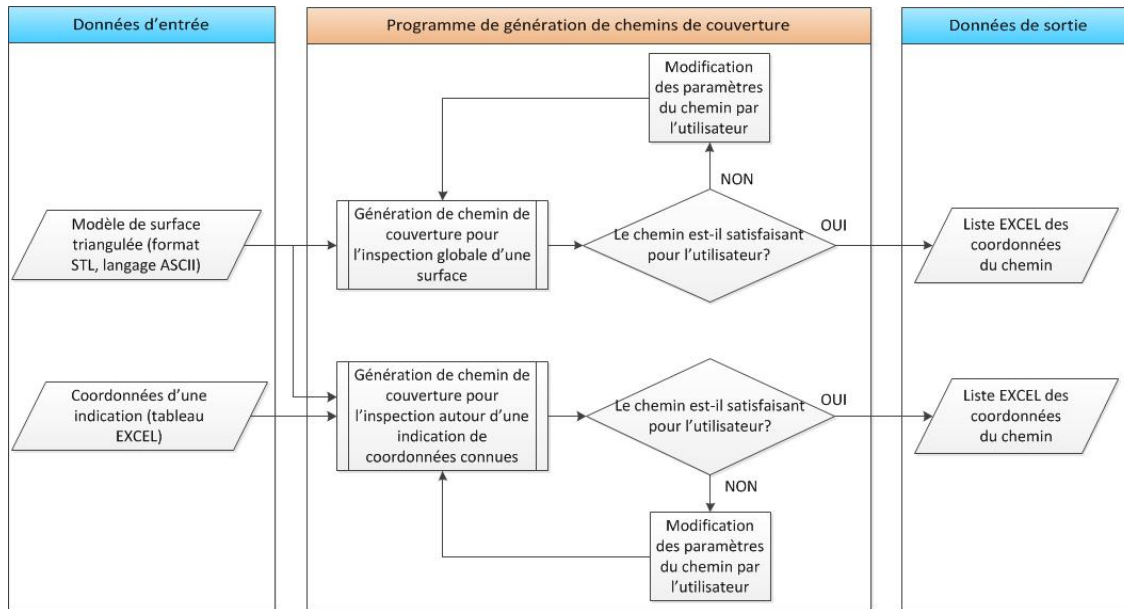 Données d'entrée
Programme de génération de chemins de couverture
Données de sortie
Modification
des paramètres
du chemin par
l'utilisateur
NON
Modèle de surface
triangulée (format
STL, langage ASCII)
Génération de chemin de
couverture pour
l'inspection globale d'une
surface
Le chemin est-il satisfaisant
pour l'utilisateur?
OUI
Liste EXCEL des
coordonnées
du chemin
Coordonnées d'une
indication (tableau
EXCEL)
Génération de chemin de
couverture pour
l'inspection autour d'une
indication de
coordonnées connues
Le chemin est-il satisfaisant
pour l'utilisateur?
OUI
Liste EXCEL des
coordonnées
du chemin
NON
Modification
des paramètres
du chemin par
l'utilisateur